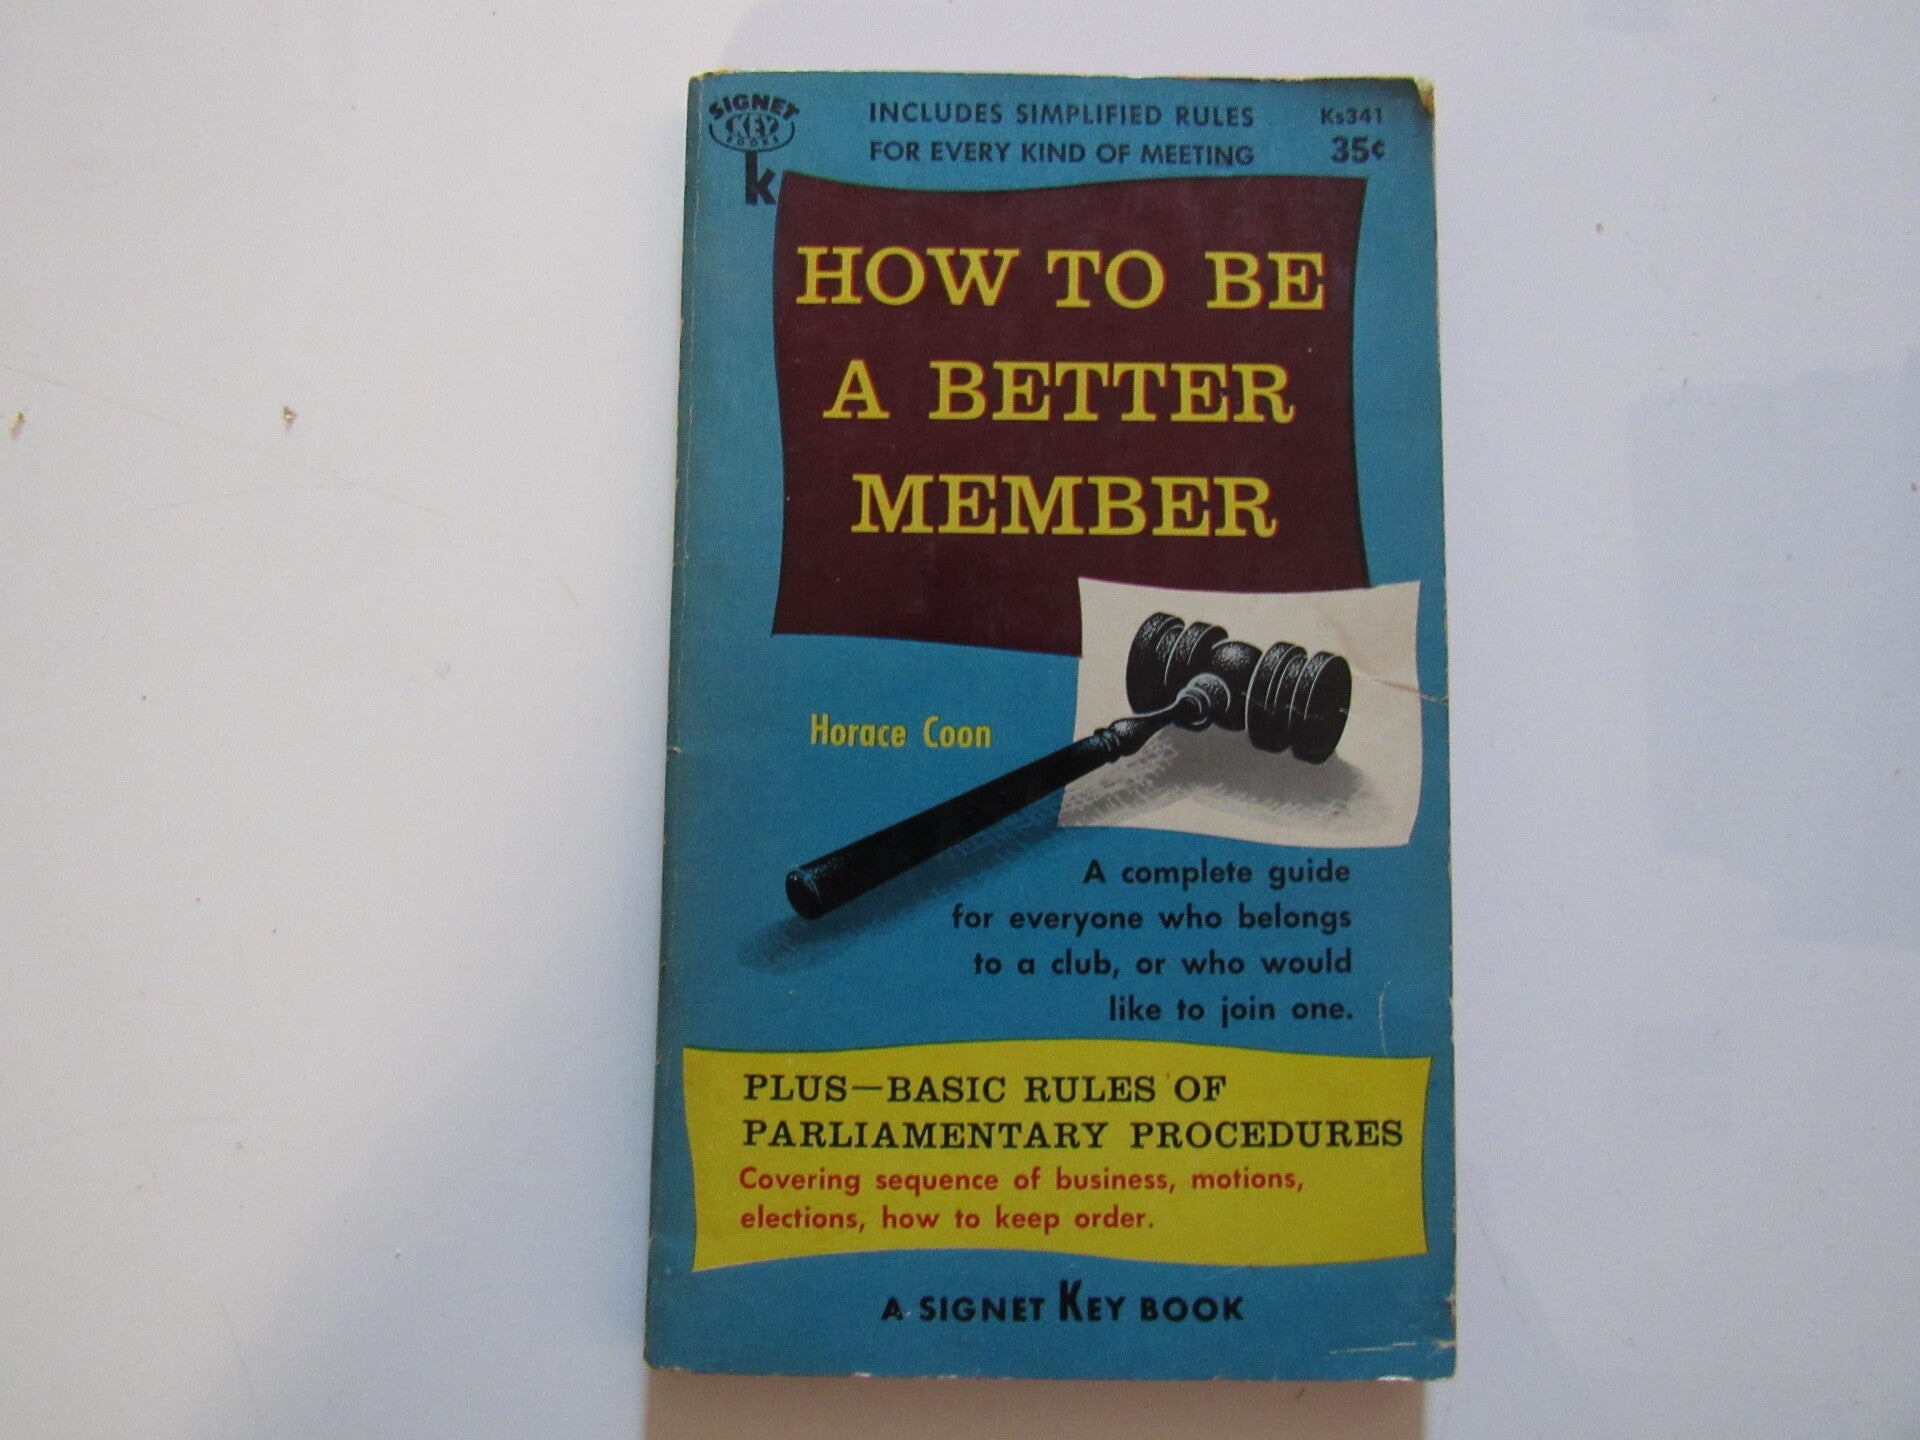 SIGNET
KEY
BOOKS
k
INCLUDES SIMPLIFIED RULES
FOR EVERY KIND OF MEETING
Ks341
35¢
HOW TO BE
A BETTER
MEMBER
Horace Coon
A complete guide
for everyone who belongs
to a club, or who would
like to join one.
PLUS—BASIC RULES OF
PARLIAMENTARY PROCEDURES
Covering sequence of business, motions,
elections, how to keep order.
A SIGNET KEY BOOK